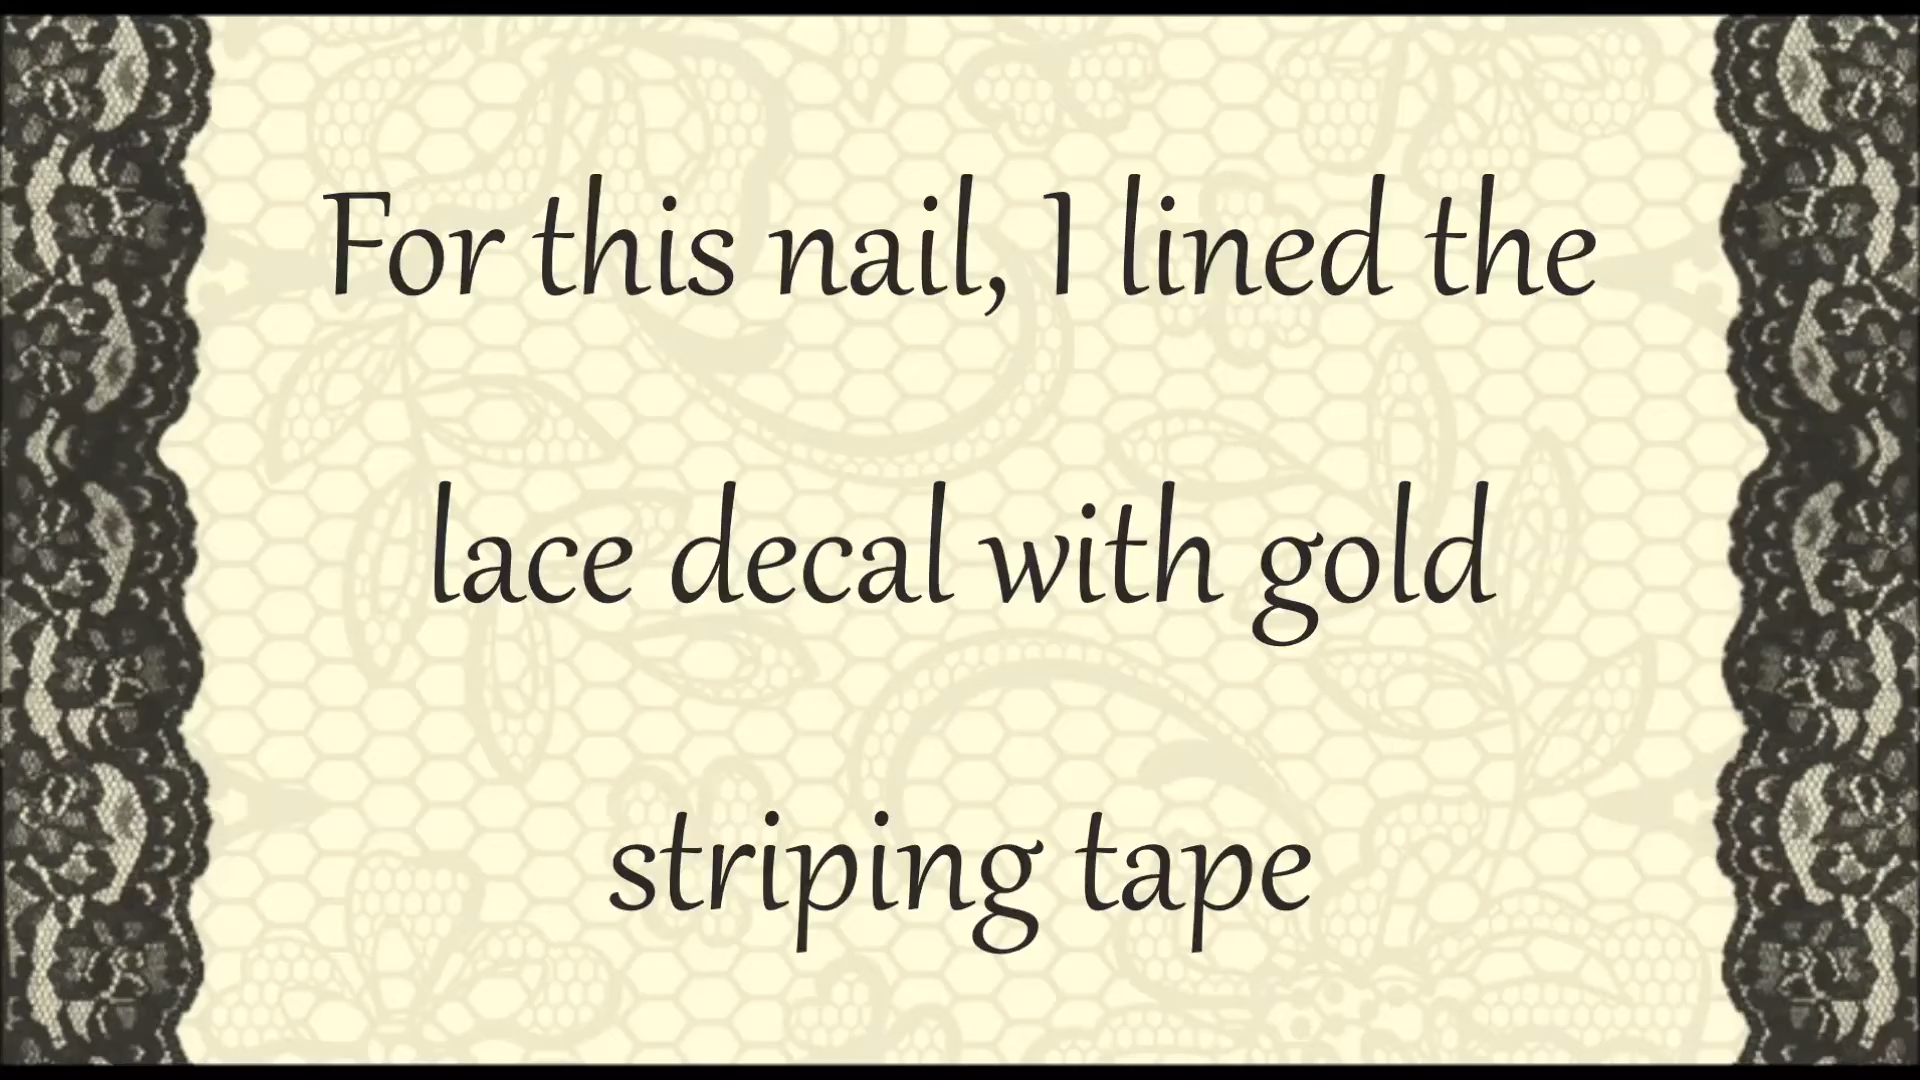 For this nail, I lined the
lace decal with gold
striping tape